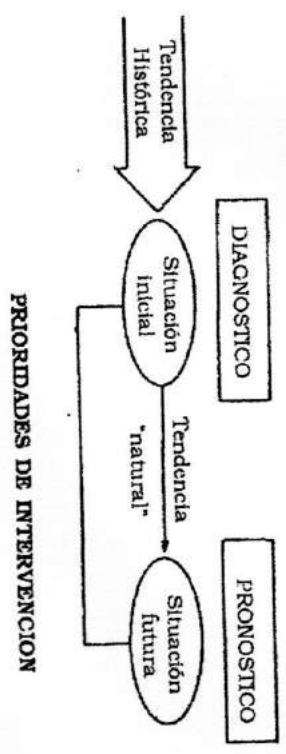 DIAGNOSTICO
PRONOSTICO
Tendencia
Histórica
Situación
inicial
Tendencia
"natural"
Situación
futura
PRIORIDADES DE INTERVENCION